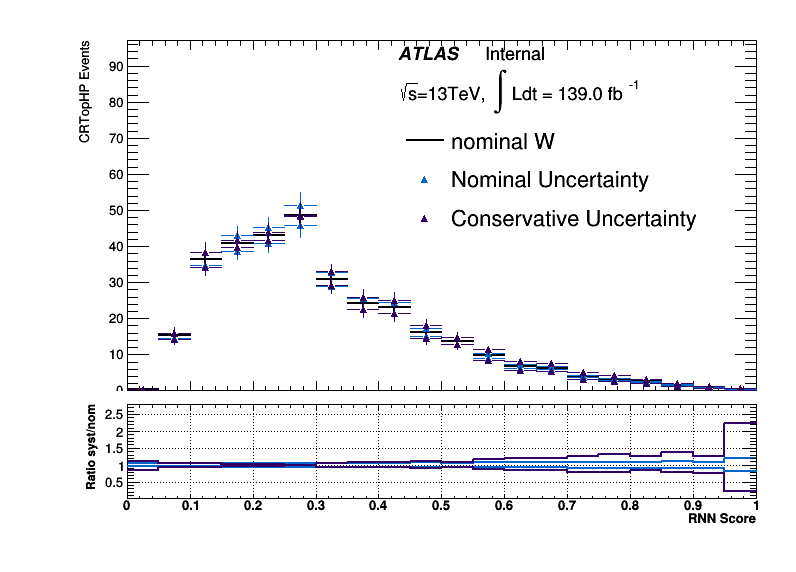 ATLAS Internal
√s=13TeV, ∫ Ldt = 139.0 fb -1
nominal W
Nominal Uncertainty
Conservative Uncertainty
CRTopHP Events
90
80
70
60
50
40
30
20
10
0
Ratio syst/nom
2.5
2
1.5
1
0.5
0 0.1 0.2 0.3 0.4 0.5 0.6 0.7 0.8 0.9 1
RNN Score